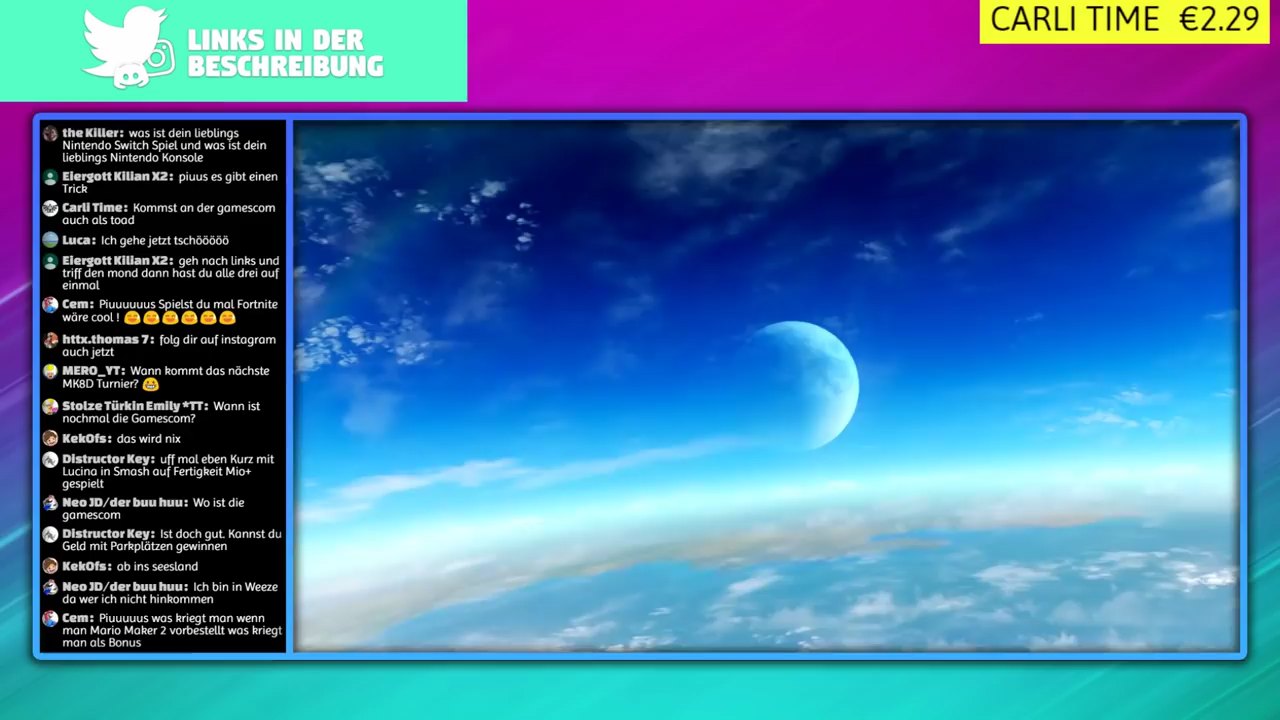 LINKS IN DER
BESCHREIBUNG
CARLI TIME €2.29
the Killer: was ist dein lieblings
Nintendo Switch Spiel und was ist dein
lieblings Nintendo Konsole
Eiergott Kilian X2: piuus es gibt einen
Trick
Carli Time: Kommst an der gamescom
auch als toad
Luca: Ich gehe jetzt tschööööö
Eiergott Kilian X2: geh nach links und
triff den mond dann hast du alle drei auf
einmal
Cem: Piuuuuuus Spielst du mal Fortnite
wäre cool !
httx.thomas 7: folg dir auf instagram
auch jetzt
MERO_YT: Wann kommt das nächste
MK8D Turnier?
Stolze Türkin Emily *TT: Wann ist
nochmal die Gamescom?
KekOfs: das wird nix
Distructor Key: uff mal eben Kurz mit
Lucina in Smash auf Fertigkeit Mio+
gespielt
Neo JD/der buu huu: Wo ist die
gamescom
Distructor Key: Ist doch gut. Kannst du
Geld mit Parkplätzen gewinnen
KekOfs: ab ins seesland
Neo JD/der buu huu: Ich bin in Weeze
da wer ich nicht hinkommen
Cem: Piuuuuus was kriegt man wenn
man Mario Maker 2 vorbestellt was kriegt
man als Bonus